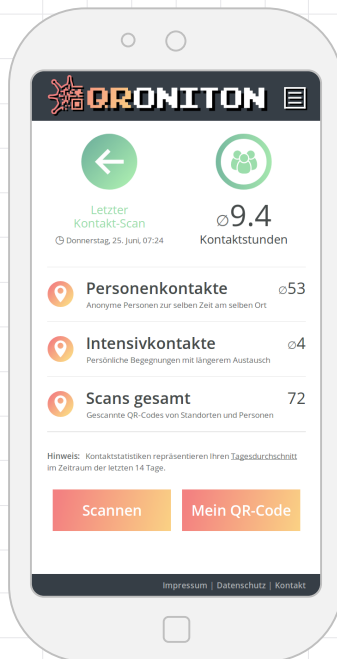 QRONITON
Letzter
Kontakt-Scan
Donnerstag, 25. Juni, 07:24
∅9.4
Kontaktstunden
Personenkontakte ∅53
Anonyme Personen zur selben Zeit am selben Ort
Intensivkontakte ∅4
Persönliche Begegnungen mit längerem Austausch
Scans gesamt 72
Gescannte QR-Codes von Standorten und Personen
Hinweis: Kontaktstatistiken repräsentieren Ihren Tagesdurchschnitt
im Zeitraum der letzten 14 Tage.
Scannen Mein QR-Code
Impressum | Datenschutz | Kontakt